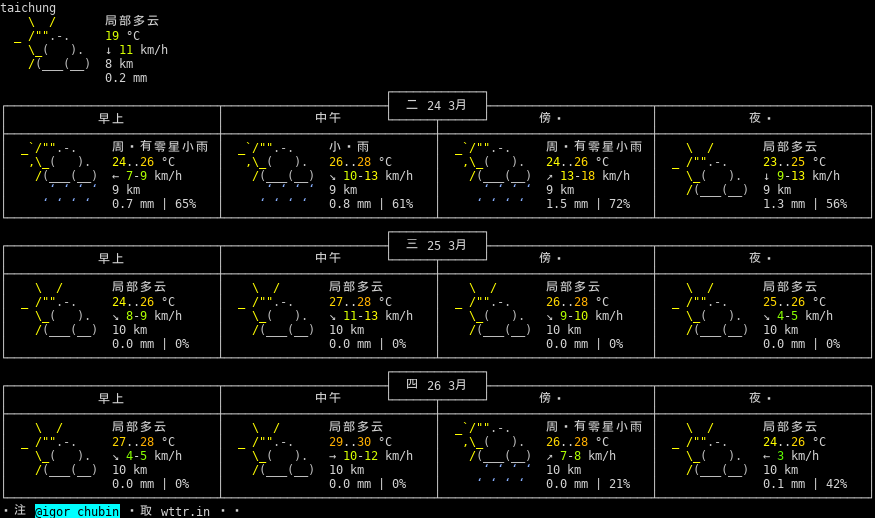 taichung
局部多云
19 °C
↓ 11 km/h
8 km
0.2 mm
二 24 3月
早上 中午 傍・ 夜・
周・有零星小雨 小・雨 周・有零星小雨 局部多云
24..26 °C 26..28 °C 24..26 °C 23..25 °C
← 7-9 km/h ↘ 10-13 km/h ↗ 13-18 km/h ↓ 9-13 km/h
9 km 9 km 9 km 9 km
0.7 mm | 65% 0.8 mm | 61% 1.5 mm | 72% 1.3 mm | 56%
三 25 3月
早上 中午 傍・ 夜・
局部多云 局部多云 局部多云 局部多云
24..26 °C 27..28 °C 26..28 °C 25..26 °C
↘ 8-9 km/h ↘ 11-13 km/h ↘ 9-10 km/h ↘ 4-5 km/h
10 km 10 km 10 km 10 km
0.0 mm | 0% 0.0 mm | 0% 0.0 mm | 0% 0.0 mm | 0%
四 26 3月
早上 中午 傍・ 夜・
局部多云 局部多云 周・有零星小雨 局部多云
27..28 °C 29..30 °C 26..28 °C 24..26 °C
↘ 4-5 km/h → 10-12 km/h ↗ 7-8 km/h ← 3 km/h
10 km 10 km 10 km 10 km
0.0 mm | 0% 0.0 mm | 0% 0.0 mm | 21% 0.1 mm | 42%
・注 @igor_chubin ・取 wttr.in ・・